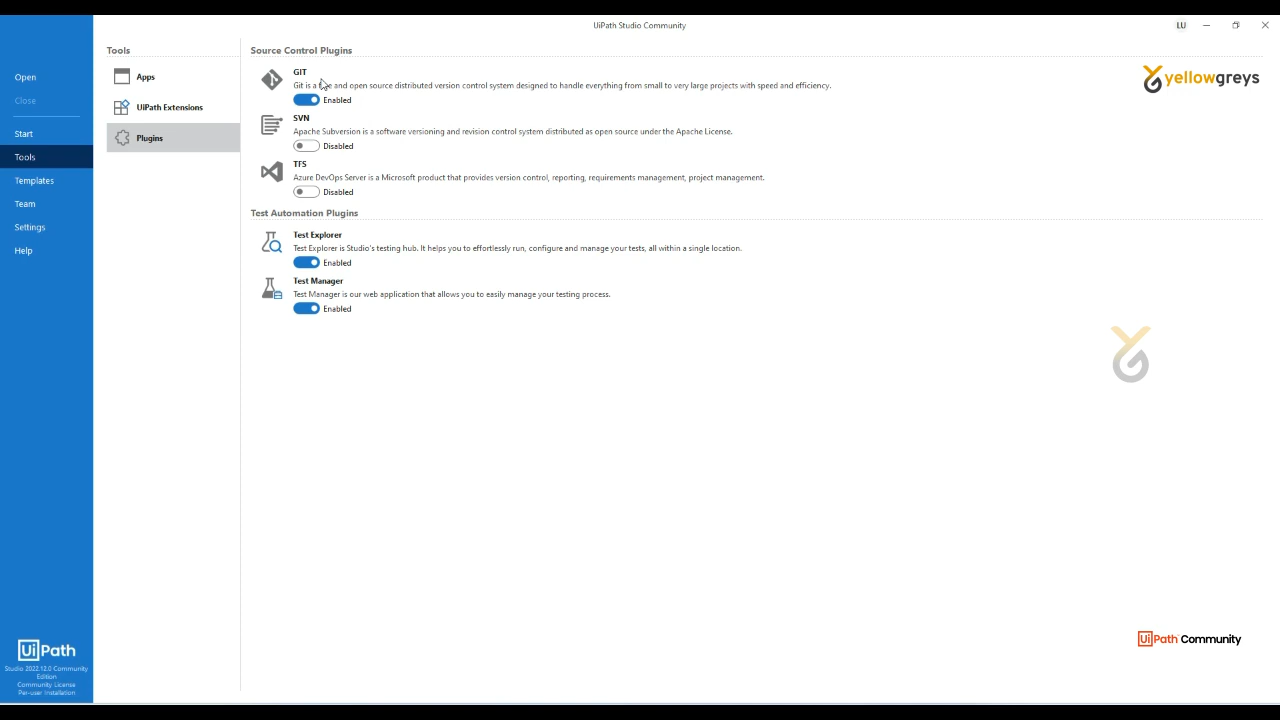 UiPath Studio Community
LU
Open
Close
Start
Tools
Templates
Team
Settings
Help
UiPath
Studio 2022.12.0 Community
Edition
Community License
Per-user Installation
Tools
Apps
UiPath Extensions
Plugins
Source Control Plugins
GIT
Git is a free and open source distributed version control system designed to handle everything from small to very large projects with speed and efficiency.
Enabled
SVN
Apache Subversion is a software versioning and revision control system distributed as open source under the Apache License.
Disabled
TFS
Azure DevOps Server is a Microsoft product that provides version control, reporting, requirements management, project management.
Disabled
Test Automation Plugins
Test Explorer
Test Explorer is Studio's testing hub. It helps you to effortlessly run, configure and manage your tests, all within a single location.
Enabled
Test Manager
Test Manager is our web application that allows you to easily manage your testing process.
Enabled
yellowgreys
UiPath Community